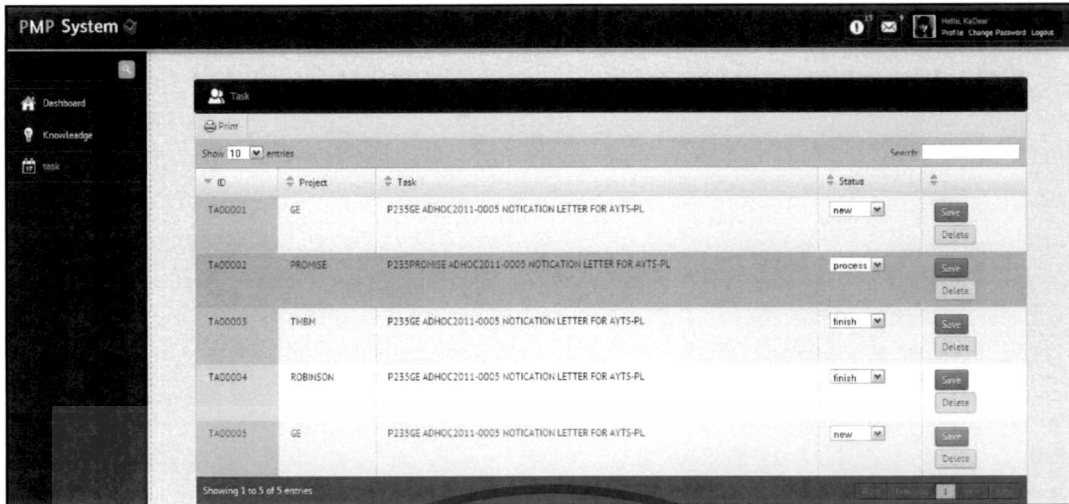 PMP System
15 9 Hello, KaDear
Profile Change Password Logout
Dashboard
Knowleadge
task
Task
Print
Show 10 entries Search:
ID Project Task Status
TA00001 GE P235GE ADHOC2011-0005 NOTICATION LETTER FOR AYTS-PL new Save
Delete
TA00002 PROMISE P235PROMISE ADHOC2011-0005 NOTICATION LETTER FOR AYTS-PL process Save
Delete
TA00003 TMBM P235GE ADHOC2011-0005 NOTICATION LETTER FOR AYTS-PL finish Save
Delete
TA00004 ROBINSON P235GE ADHOC2011-0005 NOTICATION LETTER FOR AYTS-PL finish Save
Delete
TA00005 GE P235GE ADHOC2011-0005 NOTICATION LETTER FOR AYTS-PL new Save
Delete
Showing 1 to 5 of 5 entries 1